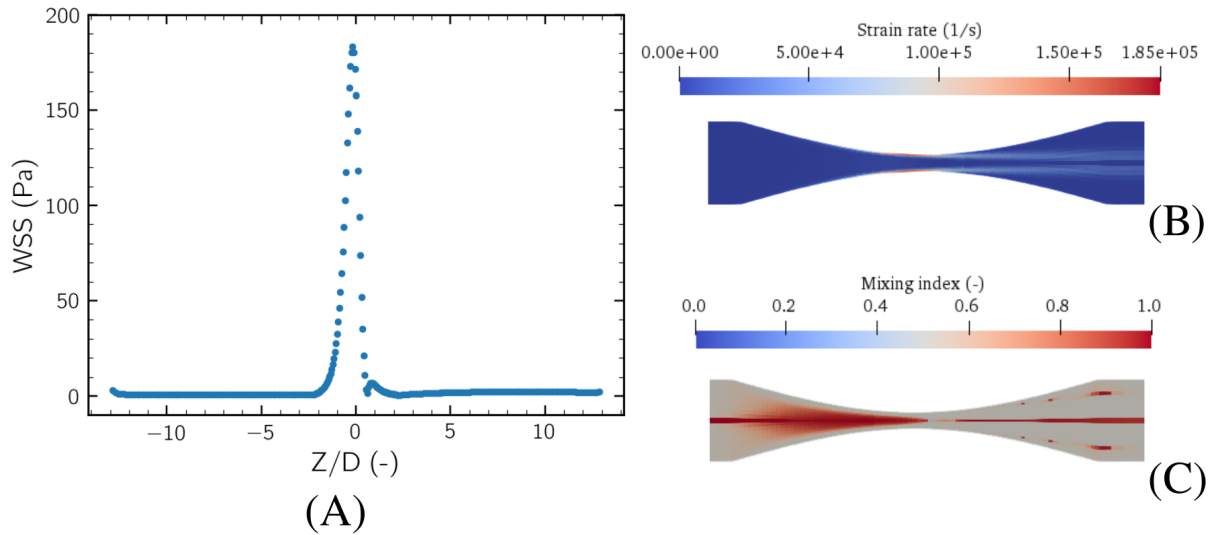 200
150
100
50
0
WSS (Pa)
−10 −5 0 5 10
Z/D (-)
(A)
Strain rate (1/s)
0.00e+00 5.00e+4 1.00e+5 1.50e+5 1.85e+05
(B)
Mixing index (-)
0.0 0.2 0.4 0.6 0.8 1.0
(C)